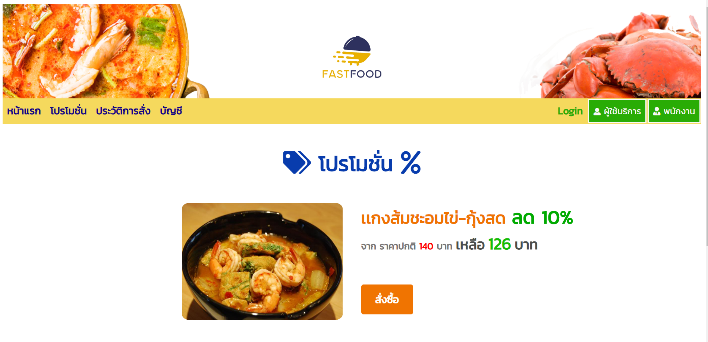 FASTFOOD
หน้าแรก โปรโมชั่น ประวัติการสั่ง บัญชี Login ผู้ใช้บริการ พนักงาน
โปรโมชั่น %
แกงส้มชะอมไข่-กุ้งสด ลด 10%
จาก ราคาปกติ 140 บาท เหลือ 126 บาท
สั่งซื้อ